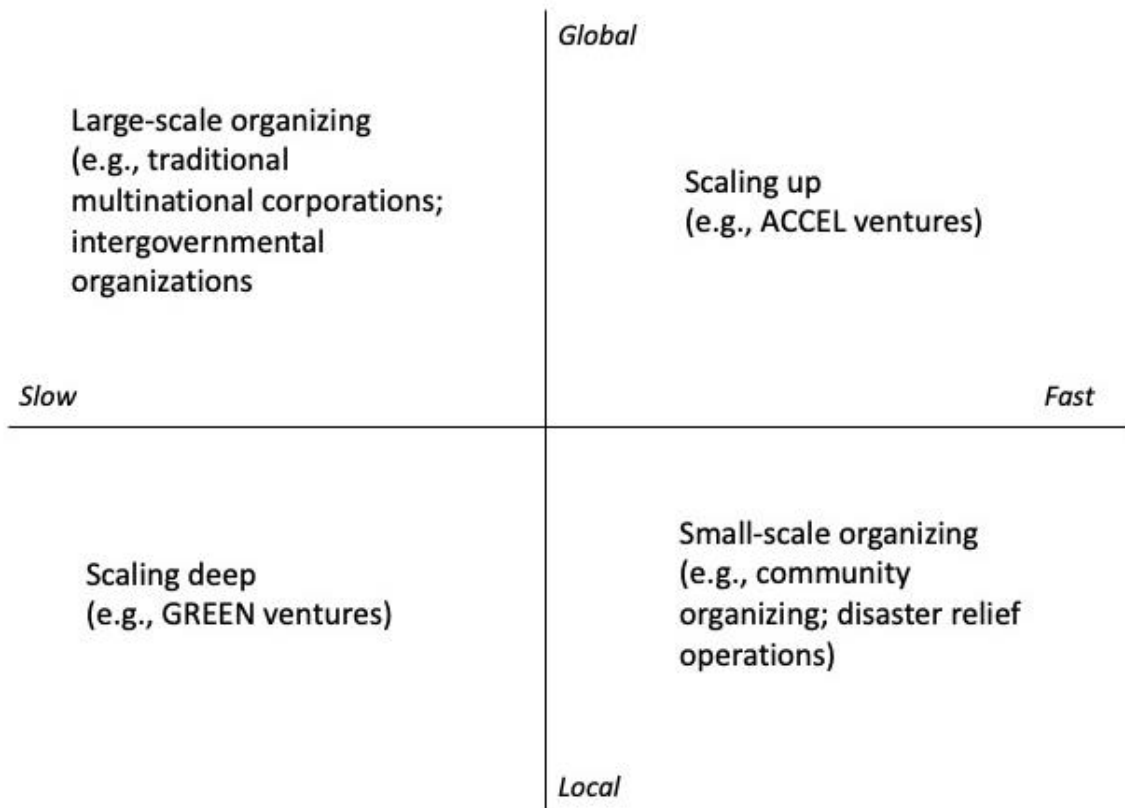 Global
Large-scale organizing
(e.g., traditional
multinational corporations;
intergovernmental
organizations
Scaling up
(e.g., ACCEL ventures)
Slow
Fast
Scaling deep
(e.g., GREEN ventures)
Small-scale organizing
(e.g., community
organizing; disaster relief
operations)
Local